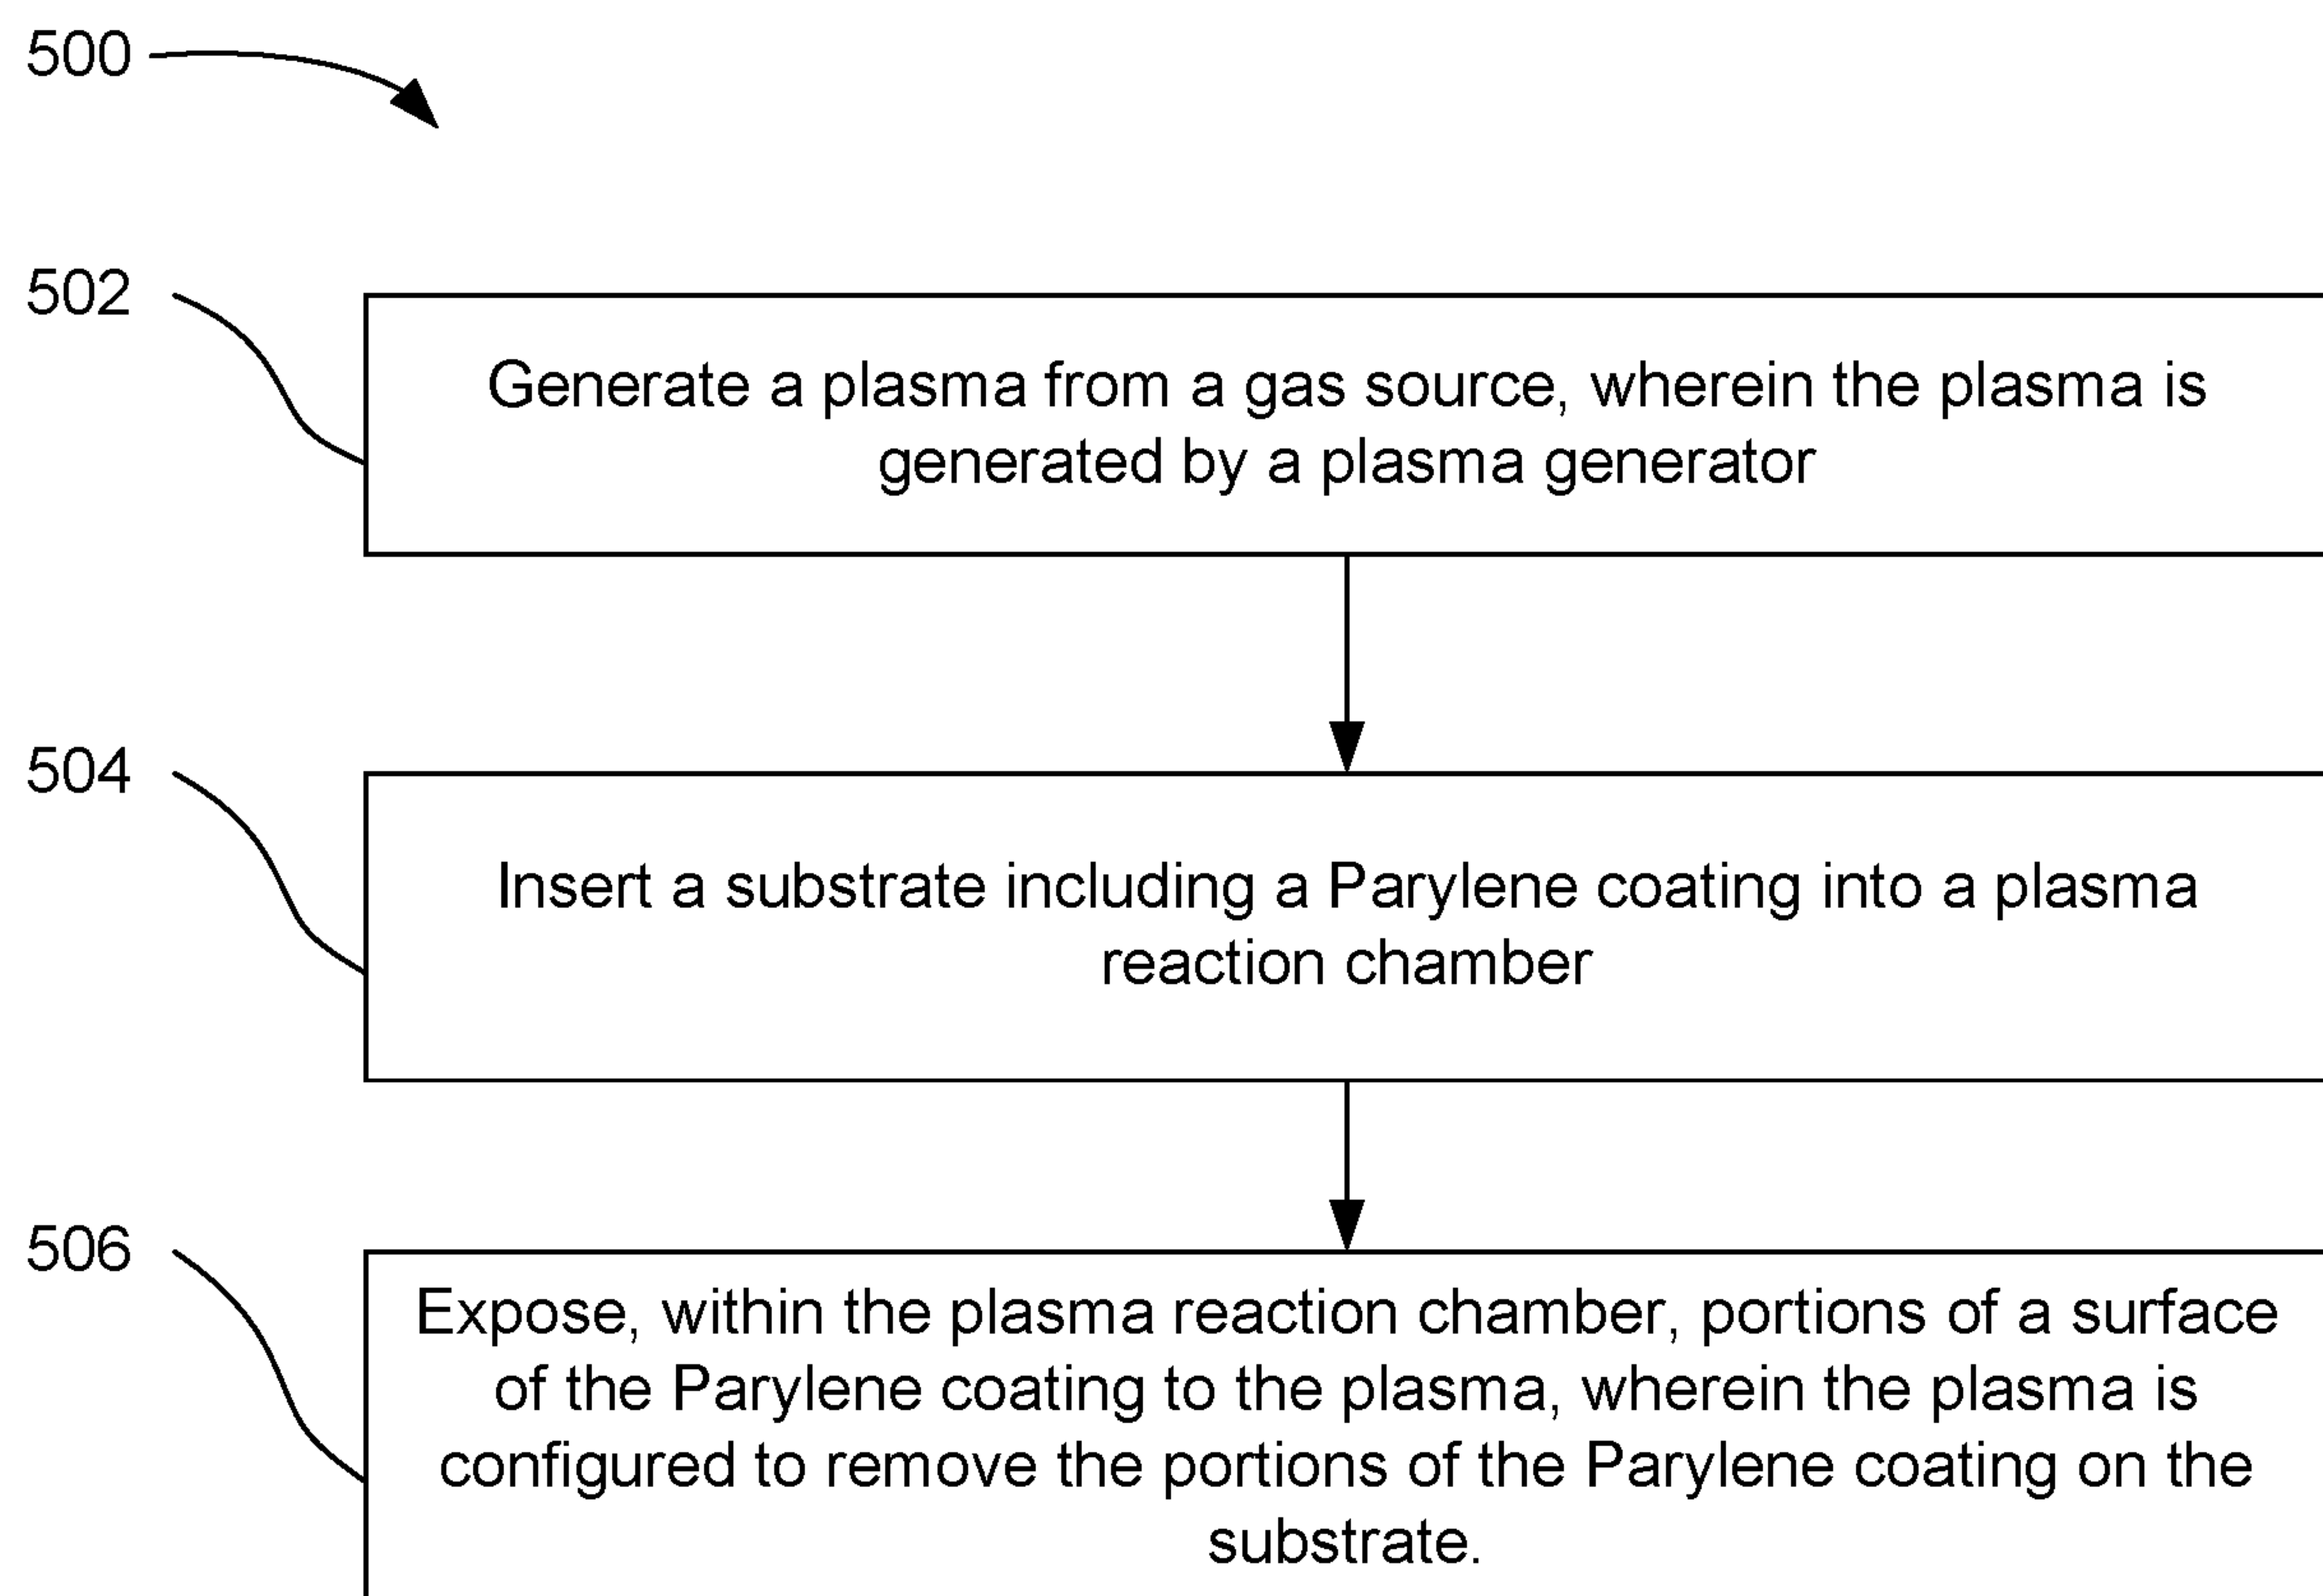 500
502
Generate a plasma from a gas source, wherein the plasma is
generated by a plasma generator
504
Insert a substrate including a Parylene coating into a plasma
reaction chamber
506
Expose, within the plasma reaction chamber, portions of a surface
of the Parylene coating to the plasma, wherein the plasma is
configured to remove the portions of the Parylene coating on the
substrate.